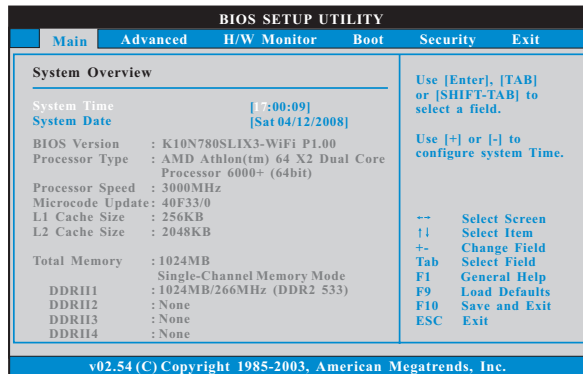 BIOS SETUP UTILITY
Main Advanced H/W Monitor Boot Security Exit
System Overview
System Time [17:00:09]
System Date [Sat 04/12/2008]
BIOS Version : K10N780SLIX3-WiFi P1.00
Processor Type : AMD Athlon(tm) 64 X2 Dual Core
Processor 6000+ (64bit)
Processor Speed : 3000MHz
Microcode Update: 40F33/0
L1 Cache Size : 256KB
L2 Cache Size : 2048KB
Total Memory : 1024MB
Single-Channel Memory Mode
DDRII1 : 1024MB/266MHz (DDR2 533)
DDRII2 : None
DDRII3 : None
DDRII4 : None
Use [Enter], [TAB]
or [SHIFT-TAB] to
select a field.
Use [+] or [-] to
configure system Time.
←→ Select Screen
↑↓ Select Item
+- Change Field
Tab Select Field
F1 General Help
F9 Load Defaults
F10 Save and Exit
ESC Exit
v02.54 (C) Copyright 1985-2003, American Megatrends, Inc.